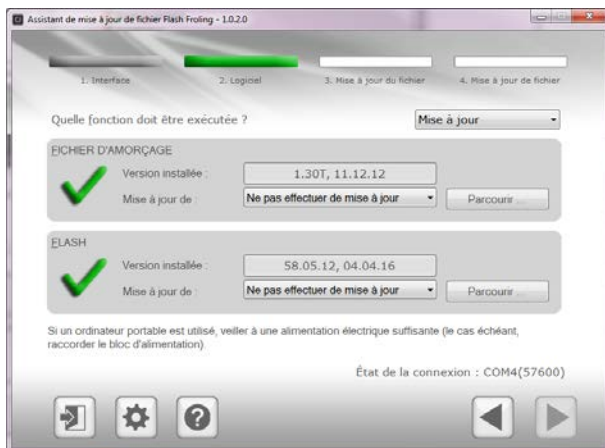 Assistant de mise à jour de fichier Flash Froling - 1.0.2.0
1. Interface 2. Logiciel 3. Mise à jour du fichier 4. Mise à jour de fichier
Quelle fonction doit être exécutée ? Mise à jour
FICHIER D'AMORÇAGE
Version installée : 1.30T, 11.12.12
Mise à jour de : Ne pas effectuer de mise à jour Parcourir ...
FLASH
Version installée : 58.05.12, 04.04.16
Mise à jour de : Ne pas effectuer de mise à jour Parcourir ...
Si un ordinateur portable est utilisé, veiller à une alimentation électrique suffisante (le cas échéant,
raccorder le bloc d'alimentation).
État de la connexion : COM4(57600)